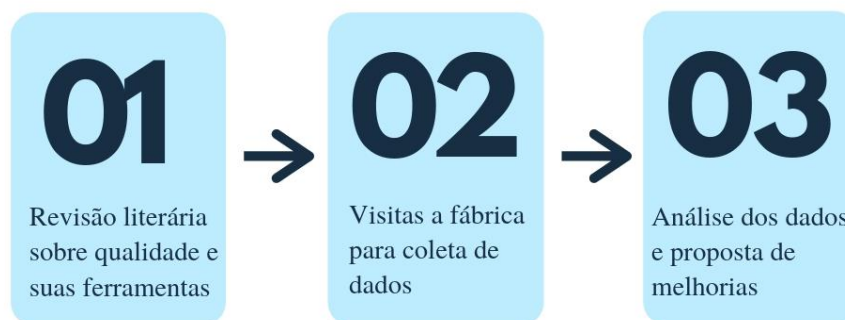 01
Revisão literária
sobre qualidade e
suas ferramentas
02
Visitas a fábrica
para coleta de
dados
03
Análise dos dados
e proposta de
melhorias